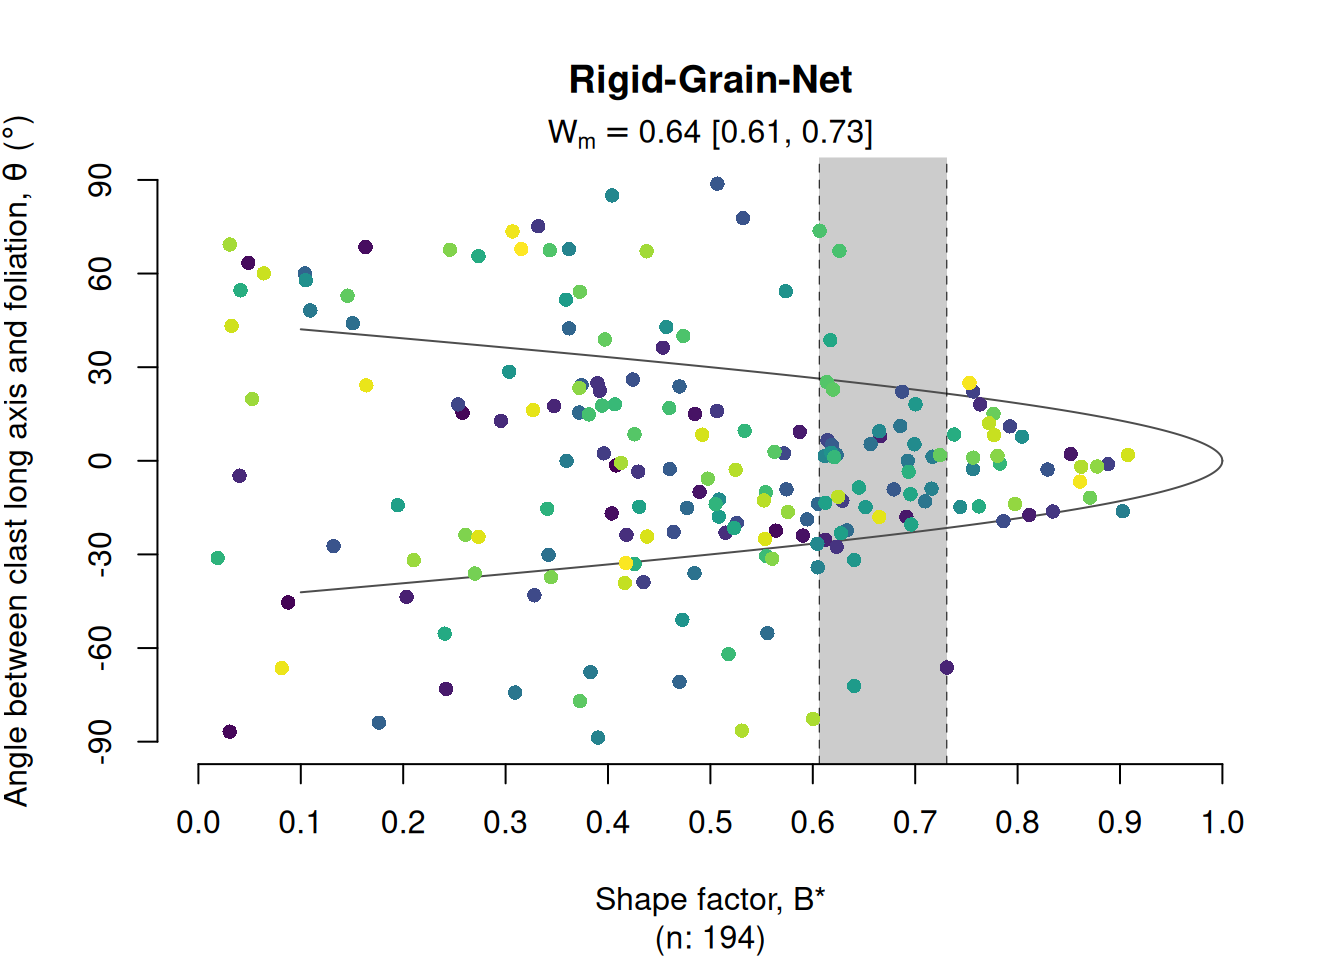 Rigid-Grain-Net
Wm = 0.64 [0.61, 0.73]
Angle between clast long axis and foliation, θ (°)
90
60
30
0
-30
-60
-90
0.0 0.1 0.2 0.3 0.4 0.5 0.6 0.7 0.8 0.9 1.0
Shape factor, B*
(n: 194)